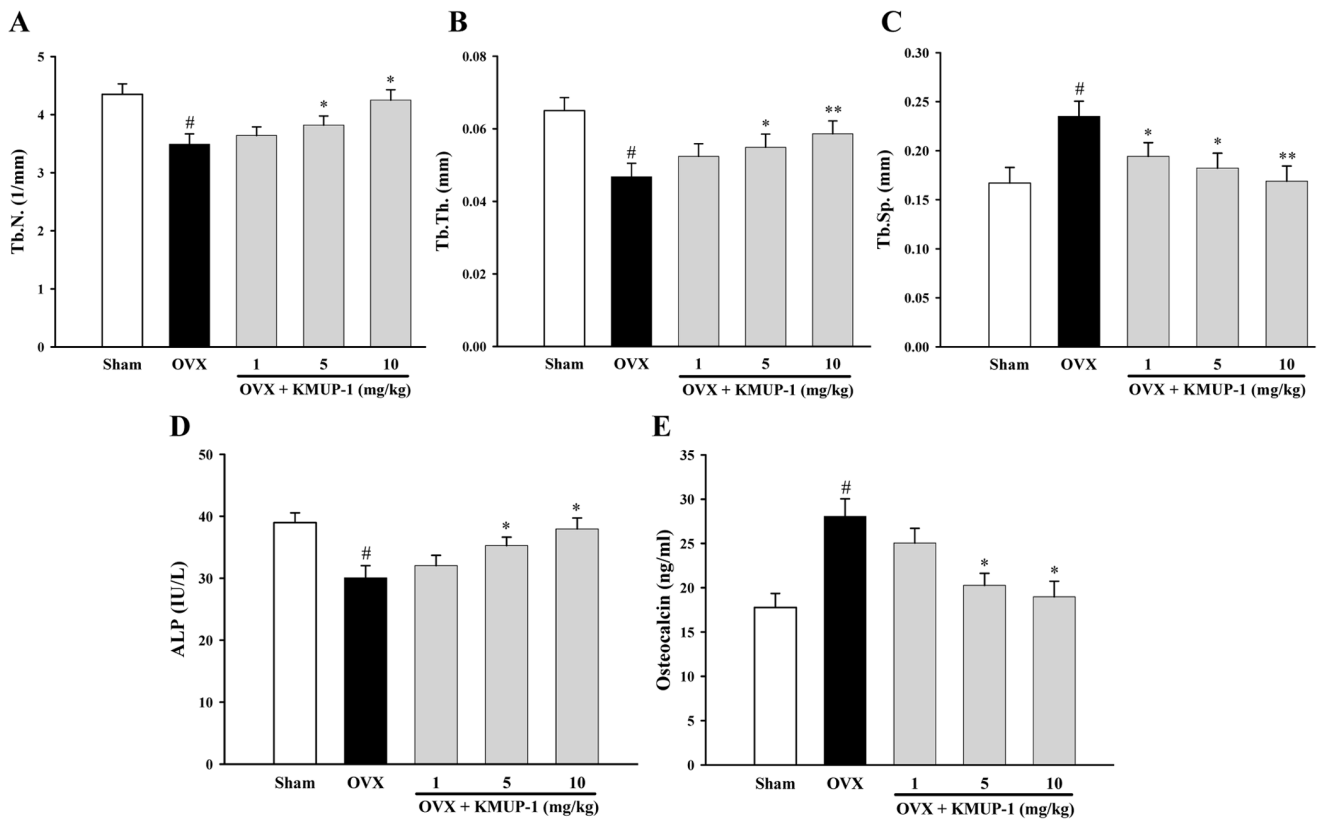 A
Tb.N. (1/mm)
5
4
3
2
1
0
#
*
*
Sham OVX 1 5 10
OVX + KMUP-1 (mg/kg)
B
Tb.Th. (mm)
0.08
0.06
0.04
0.02
0.00
#
*
**
Sham OVX 1 5 10
OVX + KMUP-1 (mg/kg)
C
Tb.Sp. (mm)
0.30
0.25
0.20
0.15
0.10
0.05
0.00
#
*
*
**
Sham OVX 1 5 10
OVX + KMUP-1 (mg/kg)
D
ALP (IU/L)
50
40
30
20
10
0
#
*
*
Sham OVX 1 5 10
OVX + KMUP-1 (mg/kg)
E
Osteocalcin (ng/ml)
35
30
25
20
15
10
5
0
#
*
*
Sham OVX 1 5 10
OVX + KMUP-1 (mg/kg)